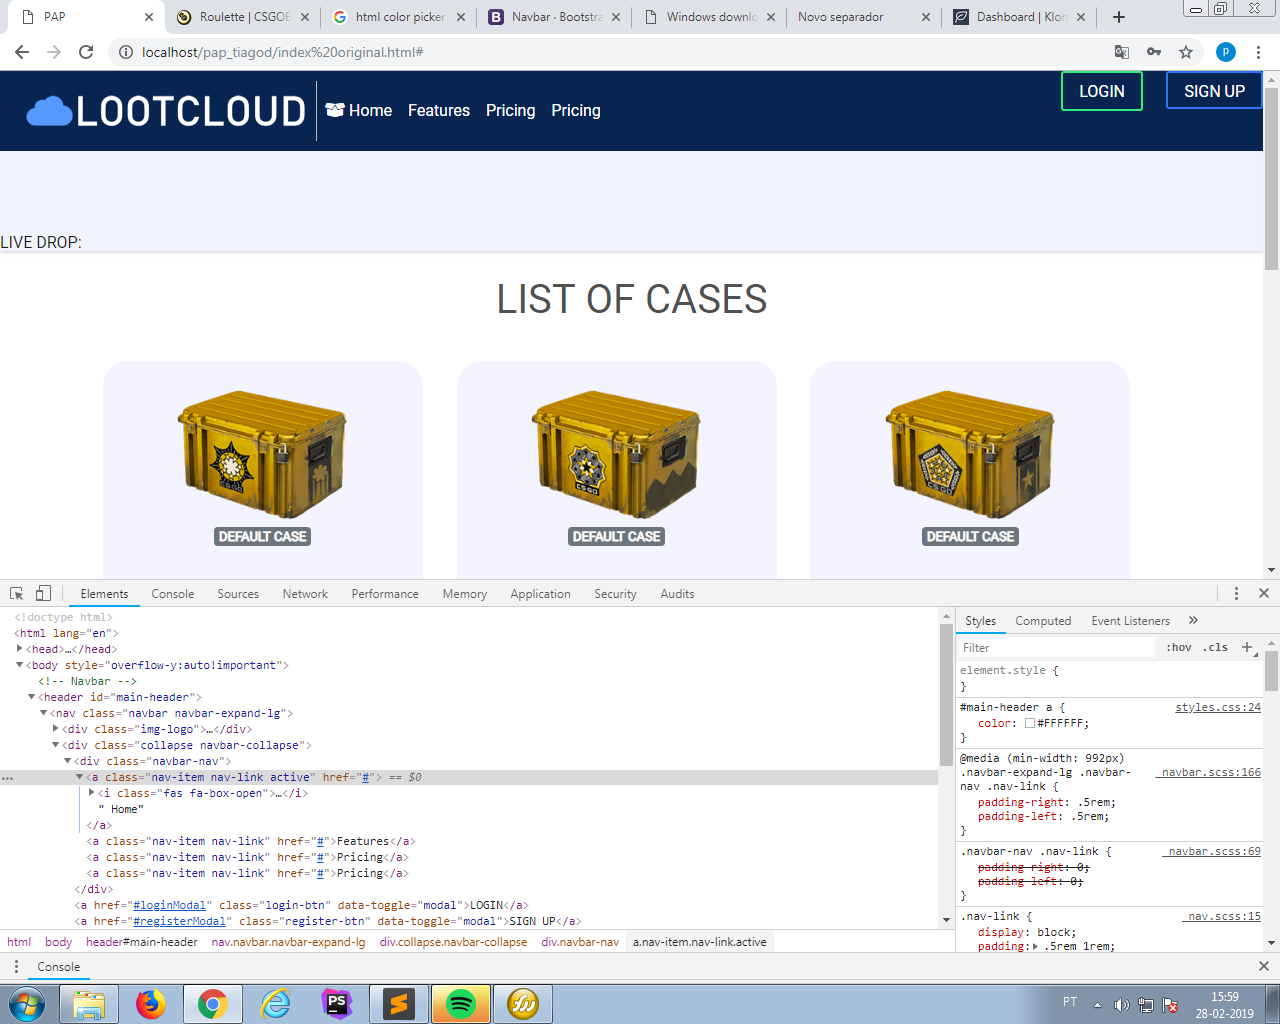 PAP
Roulette | CSGOE
html color picker
Navbar · Bootstra
Windows downlo
Novo separador
Dashboard | Klor
localhost/pap_tiagod/index%20original.html#
P
LOOTCLOUD
Home
Features
Pricing
Pricing
LOGIN
SIGN UP
LIVE DROP:
LIST OF CASES
CS GO
CS GO
CS GO
DEFAULT CASE
DEFAULT CASE
DEFAULT CASE
Elements Console Sources Network Performance Memory Application Security Audits
<!doctype html>
<html lang="en">
<head>…</head>
<body style="overflow-y:auto!important">
<!-- Navbar -->
<header id="main-header">
<nav class="navbar navbar-expand-lg">
<div class="img-logo">…</div>
<div class="collapse navbar-collapse">
<div class="navbar-nav">
… <a class="nav-item nav-link active" href="#"> == $0
<i class="fas fa-box-open">…</i>
" Home"
</a>
<a class="nav-item nav-link" href="#">Features</a>
<a class="nav-item nav-link" href="#">Pricing</a>
<a class="nav-item nav-link" href="#">Pricing</a>
</div>
<a href="#loginModal" class="login-btn" data-toggle="modal">LOGIN</a>
<a href="#registerModal" class="register-btn" data-toggle="modal">SIGN UP</a>
html body header#main-header nav.navbar.navbar-expand-lg div.collapse.navbar-collapse div.navbar-nav a.nav-item.nav-link.active
Styles Computed Event Listeners »
Filter :hov .cls +
element.style {
}
#main-header a { styles.css:24
color: #FFFFFF;
}
@media (min-width: 992px)
.navbar-expand-lg .navbar- _navbar.scss:166
nav .nav-link {
padding-right: .5rem;
padding-left: .5rem;
}
.navbar-nav .nav-link { _navbar.scss:69
padding-right: 0;
padding-left: 0;
}
.nav-link { _nav.scss:15
display: block;
padding: .5rem 1rem;
Console
PS
PT
15:59
28-02-2019